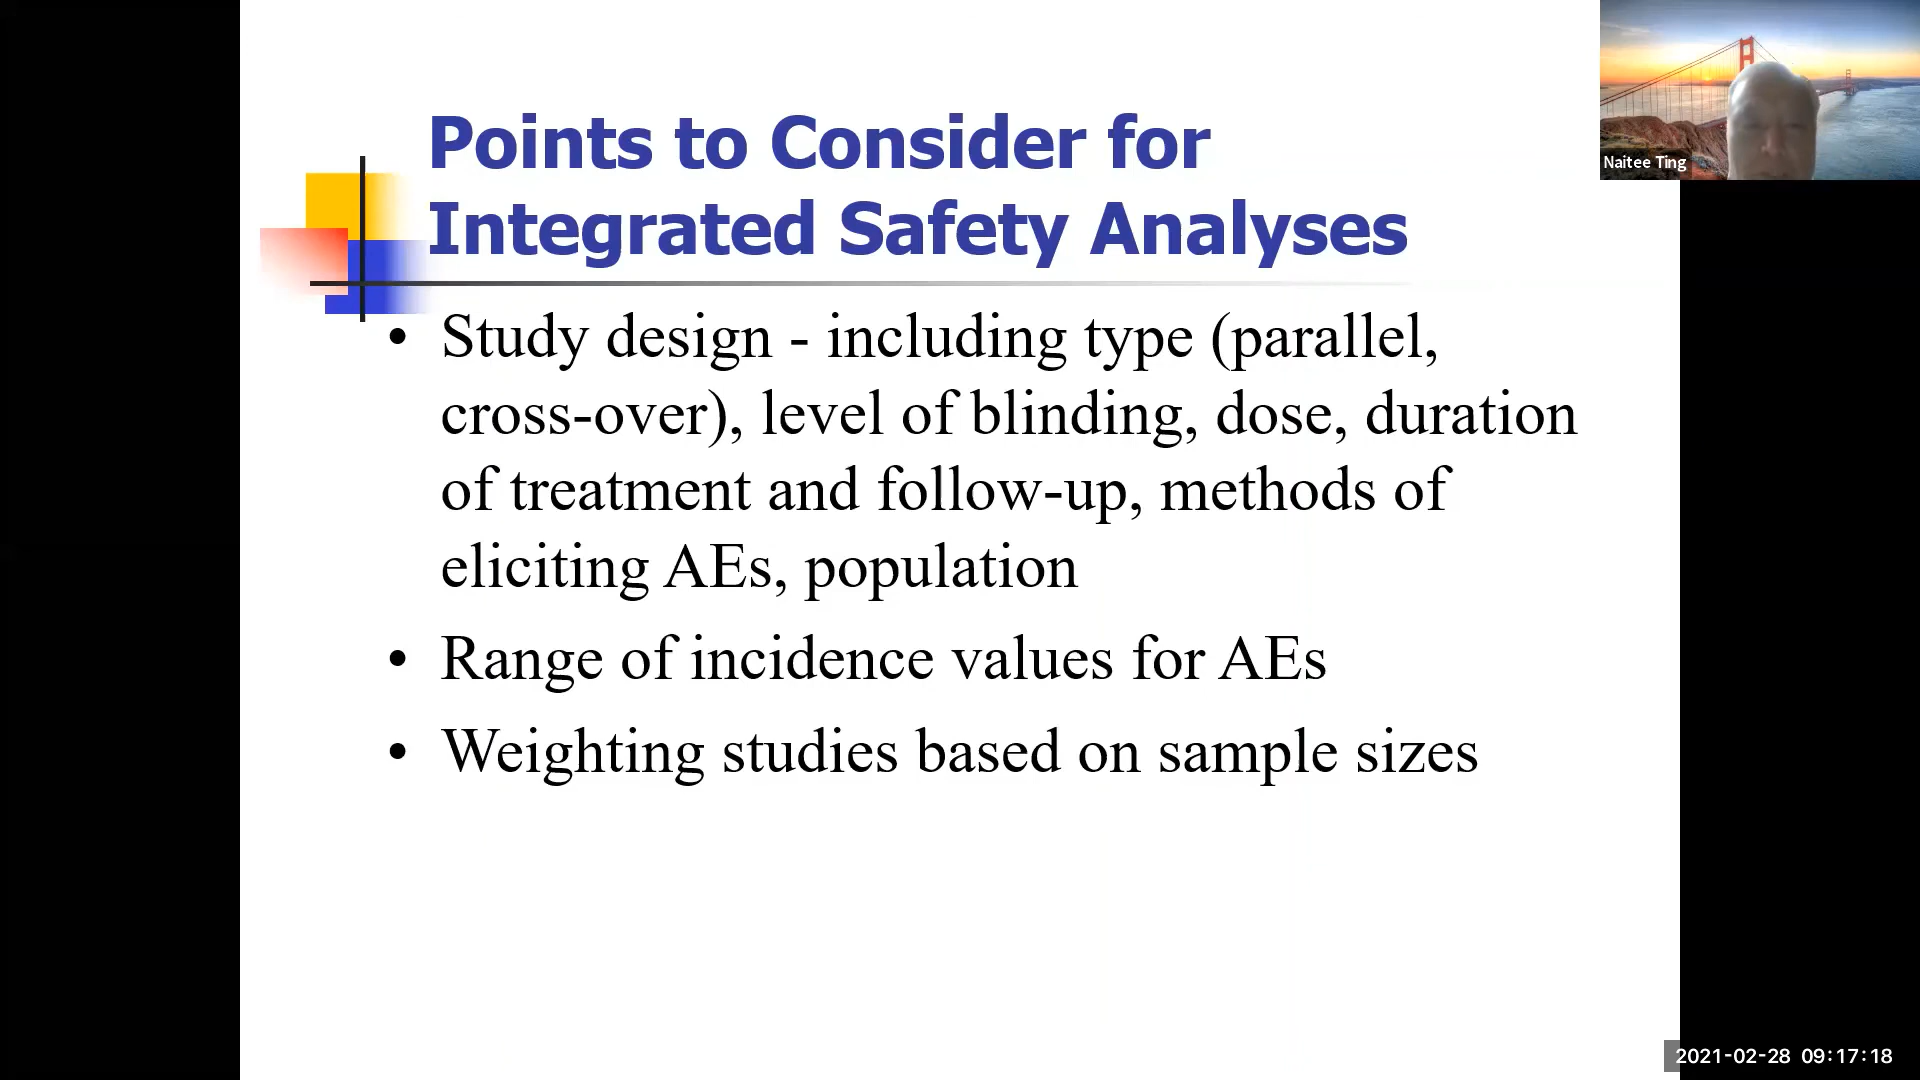 Points to Consider for
Integrated Safety Analyses
• Study design - including type (parallel,
cross-over), level of blinding, dose, duration
of treatment and follow-up, methods of
eliciting AEs, population
• Range of incidence values for AEs
• Weighting studies based on sample sizes
Naitee Ting
2021-02-28 09:17:18